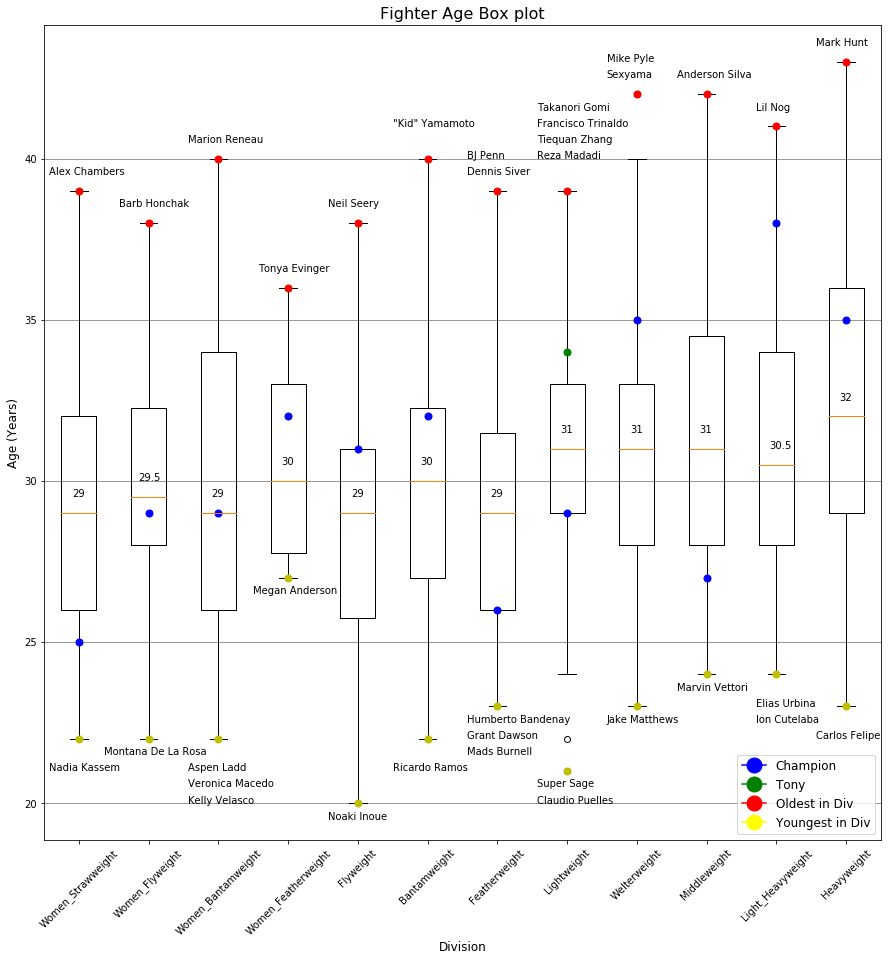 Fighter Age Box plot
Mark Hunt
Mike Pyle
Sexyama
Anderson Silva
Takanori Gomi
Francisco Trinaldo
Tiequan Zhang
Reza Madadi
Lil Nog
"Kid" Yamamoto
Marion Reneau
BJ Penn
Dennis Siver
Alex Chambers
Barb Honchak
Neil Seery
Tonya Evinger
40
35
30
25
20
Age (Years)
29
29.5
29
30
29
30
29
31
31
31
30.5
32
Megan Anderson
Marvin Vettori
Elias Urbina
Ion Cutelaba
Humberto Bandenay
Grant Dawson
Mads Burnell
Jake Matthews
Carlos Felipe
Montana De La Rosa
Nadia Kassem
Aspen Ladd
Veronica Macedo
Kelly Velasco
Ricardo Ramos
Super Sage
Claudio Puelles
Noaki Inoue
Champion
Tony
Oldest in Div
Youngest in Div
Women_Strawweight
Women_Flyweight
Women_Bantamweight
Women_Featherweight
Flyweight
Bantamweight
Featherweight
Lightweight
Welterweight
Middleweight
Light_Heavyweight
Heavyweight
Division